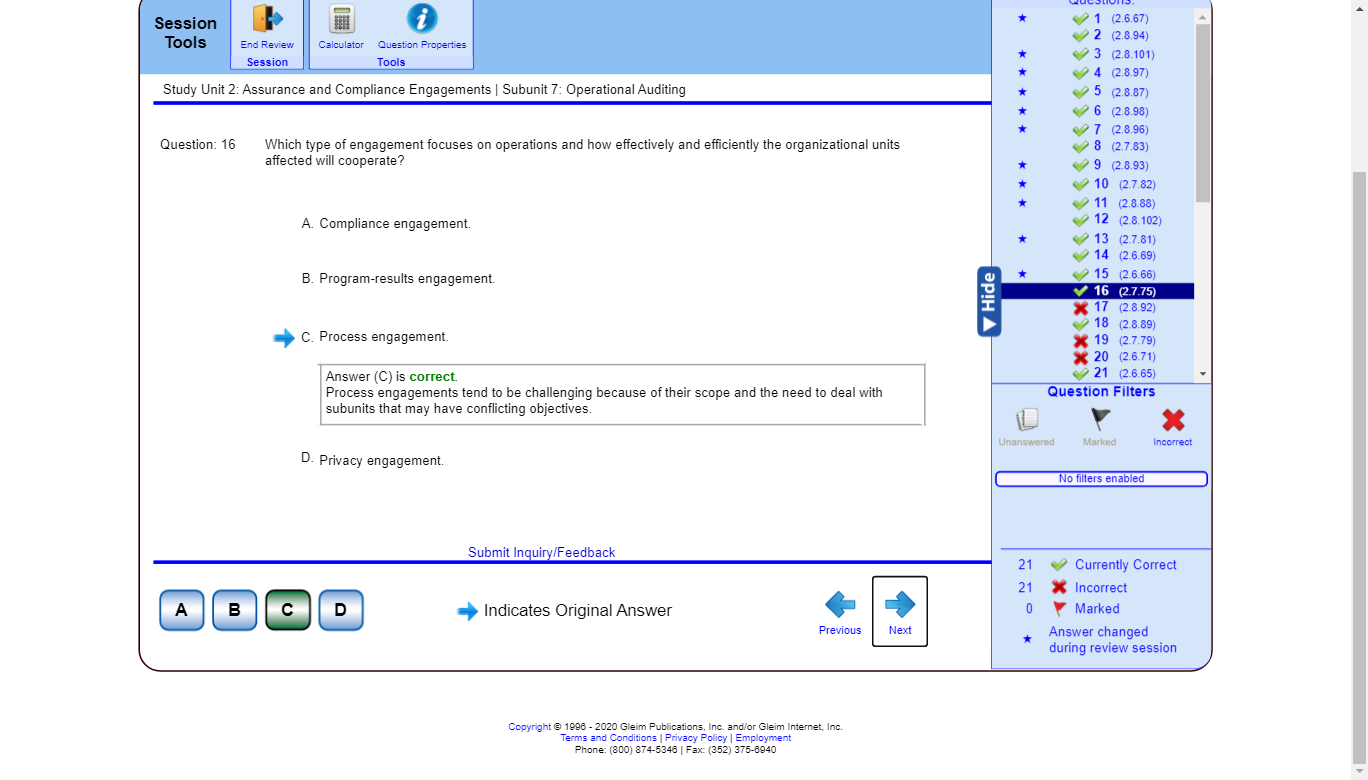 Session
Tools
End Review
Session
Calculator
Question Properties
Tools
Study Unit 2: Assurance and Compliance Engagements | Subunit 7: Operational Auditing
Question: 16
Which type of engagement focuses on operations and how effectively and efficiently the organizational units
affected will cooperate?
A. Compliance engagement.
B. Program-results engagement.
C. Process engagement.
Answer (C) is correct.
Process engagements tend to be challenging because of their scope and the need to deal with
subunits that may have conflicting objectives.
D. Privacy engagement.
Submit Inquiry/Feedback
A
B
C
D
Indicates Original Answer
Previous
Next
Questions:
1 (2.6.67)
2 (2.8.94)
3 (2.8.101)
4 (2.8.97)
5 (2.8.87)
6 (2.8.98)
7 (2.8.96)
8 (2.7.83)
9 (2.8.93)
10 (2.7.82)
11 (2.8.88)
12 (2.8.102)
13 (2.7.81)
14 (2.6.69)
15 (2.6.66)
16 (2.7.75)
17 (2.8.92)
18 (2.8.89)
19 (2.7.79)
20 (2.6.71)
21 (2.6.65)
Hide
Question Filters
Unanswered
Marked
Incorrect
No filters enabled
21 Currently Correct
21 Incorrect
0 Marked
Answer changed
during review session
Copyright © 1996 - 2020 Gleim Publications, Inc. and/or Gleim Internet, Inc.
Terms and Conditions | Privacy Policy | Employment
Phone: (800) 874-5346 | Fax: (352) 375-6940